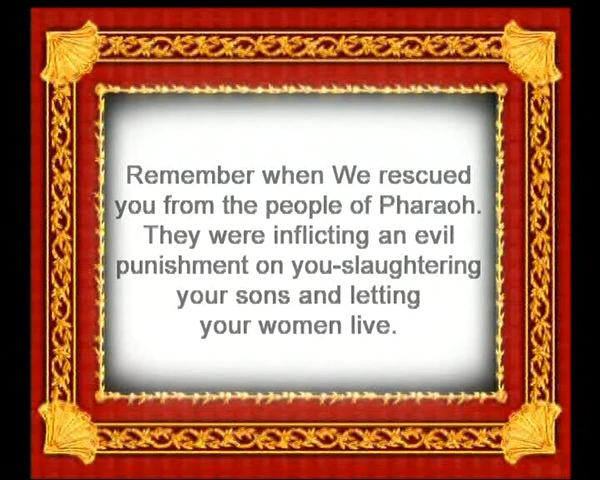 Remember when We rescued
you from the people of Pharaoh.
They were inflicting an evil
punishment on you-slaughtering
your sons and letting
your women live.